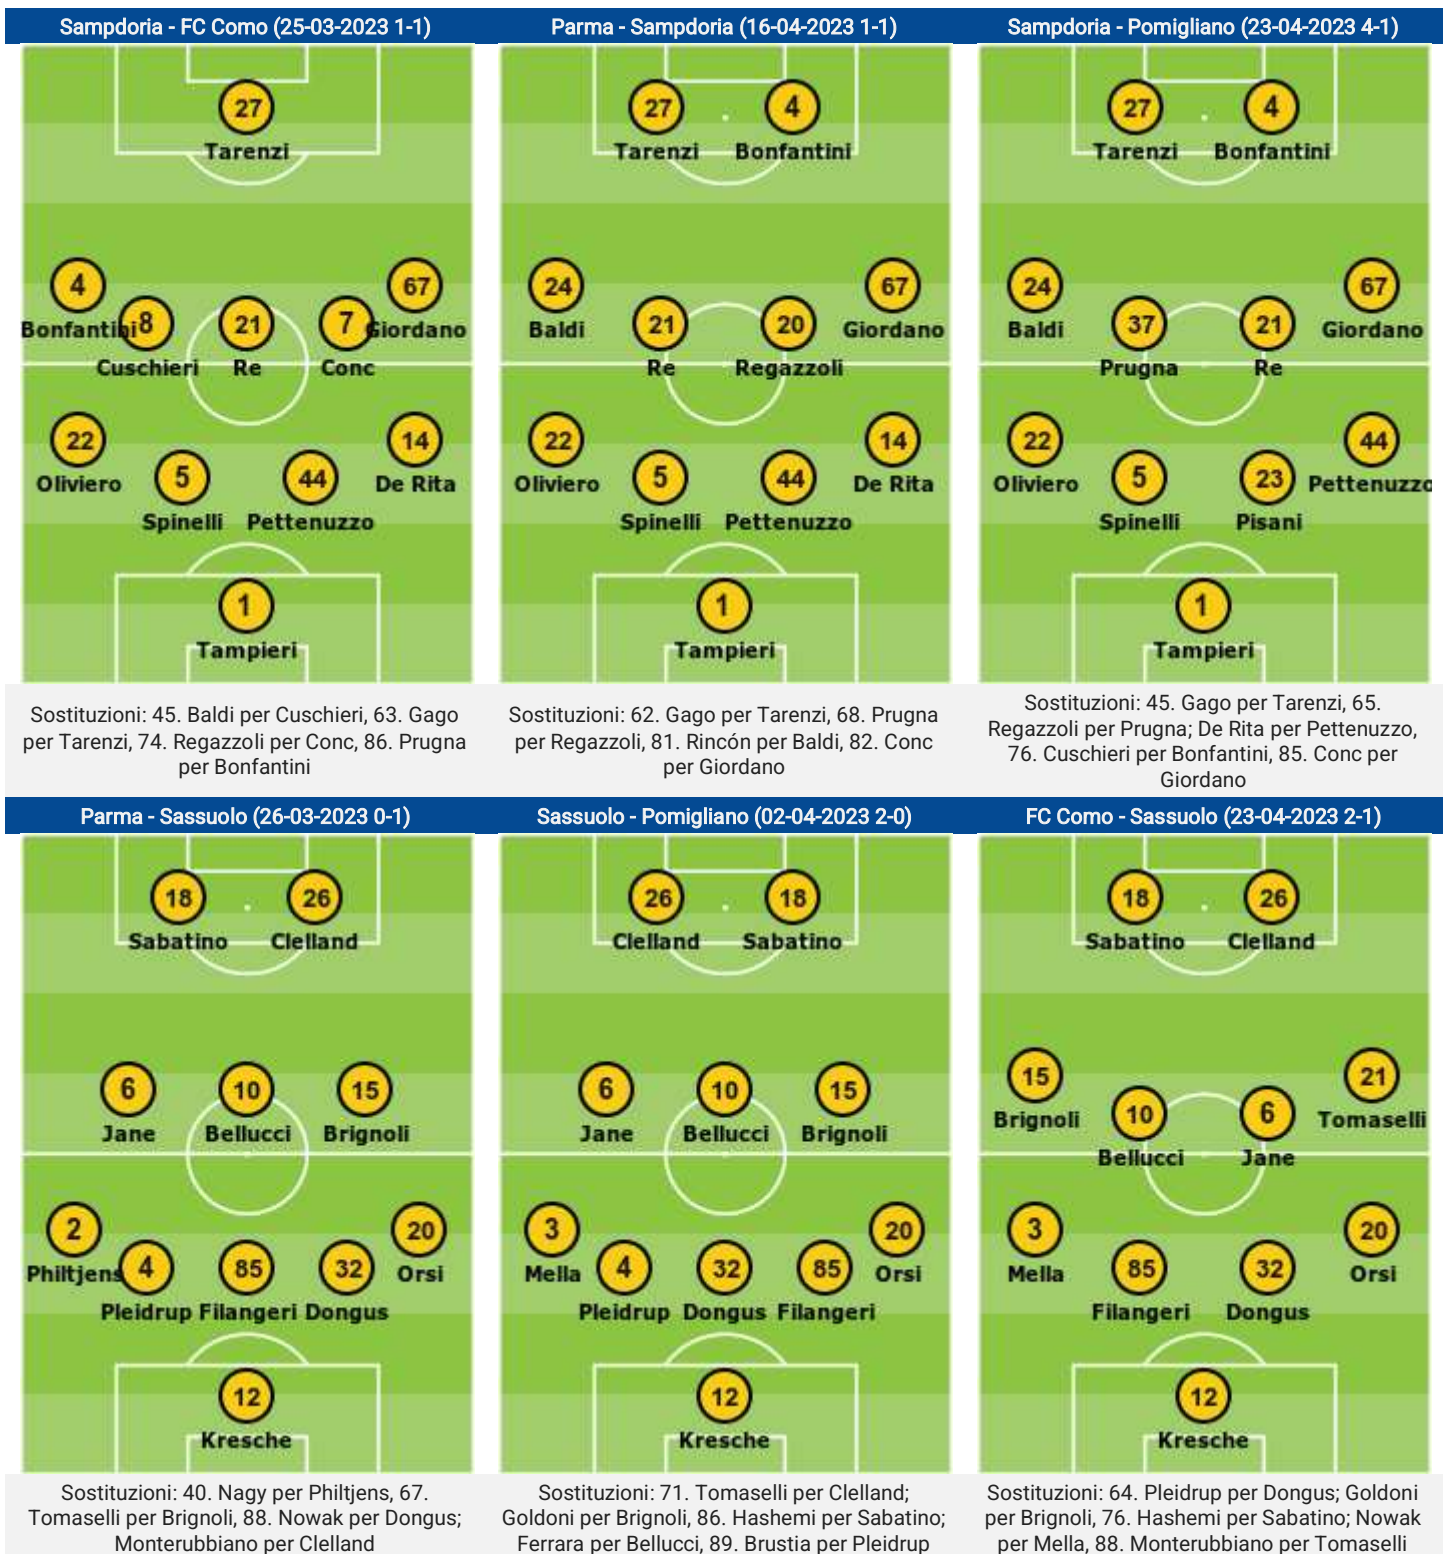 Sampdoria - FC Como (25-03-2023 1-1)
27
Tarenzi
4
Bonfantini
8
Cuschieri
21
Re
7
Conc
67
Giordano
22
Oliviero
5
Spinelli
44
Pettenuzzo
14
De Rita
1
Tampieri
Sostituzioni: 45. Baldi per Cuschieri, 63. Gago
per Tarenzi, 74. Regazzoli per Conc, 86. Prugna
per Bonfantini
Parma - Sampdoria (16-04-2023 1-1)
27
Tarenzi
4
Bonfantini
24
Baldi
21
Re
20
Regazzoli
67
Giordano
22
Oliviero
5
Spinelli
44
Pettenuzzo
14
De Rita
1
Tampieri
Sostituzioni: 62. Gago per Tarenzi, 68. Prugna
per Regazzoli, 81. Rincón per Baldi, 82. Conc
per Giordano
Sampdoria - Pomigliano (23-04-2023 4-1)
27
Tarenzi
4
Bonfantini
24
Baldi
37
Prugna
21
Re
67
Giordano
22
Oliviero
5
Spinelli
23
Pisani
44
Pettenuzzo
1
Tampieri
Sostituzioni: 45. Gago per Tarenzi, 65.
Regazzoli per Prugna; De Rita per Pettenuzzo,
76. Cuschieri per Bonfantini, 85. Conc per
Giordano
Parma - Sassuolo (26-03-2023 0-1)
18
Sabatino
26
Clelland
6
Jane
10
Bellucci
15
Brignoli
2
Philtjens
4
Pleidrup
85
Filangeri
32
Dongus
20
Orsi
12
Kresche
Sostituzioni: 40. Nagy per Philtjens, 67.
Tomaselli per Brignoli, 88. Nowak per Dongus;
Monterubbiano per Clelland
Sassuolo - Pomigliano (02-04-2023 2-0)
26
Clelland
18
Sabatino
6
Jane
10
Bellucci
15
Brignoli
3
Mella
4
Pleidrup
32
Dongus
85
Filangeri
20
Orsi
12
Kresche
Sostituzioni: 71. Tomaselli per Clelland;
Goldoni per Brignoli, 86. Hashemi per Sabatino;
Ferrara per Bellucci, 89. Brustia per Pleidrup
FC Como - Sassuolo (23-04-2023 2-1)
18
Sabatino
26
Clelland
15
Brignoli
10
Bellucci
6
Jane
21
Tomaselli
3
Mella
85
Filangeri
32
Dongus
20
Orsi
12
Kresche
Sostituzioni: 64. Pleidrup per Dongus; Goldoni
per Brignoli, 76. Hashemi per Sabatino; Nowak
per Mella, 88. Monterubbiano per Tomaselli